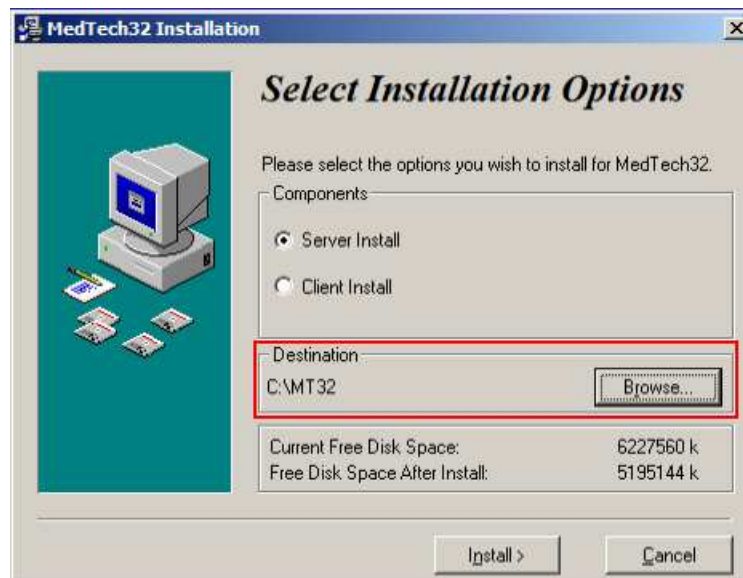 MedTech32 Installation
Select Installation Options
Please select the options you wish to install for MedTech32.
Components
Server Install
Client Install
Destination
C:\MT32
Browse...
Current Free Disk Space: 6227560 k
Free Disk Space After Install: 5195144 k
Install > Cancel